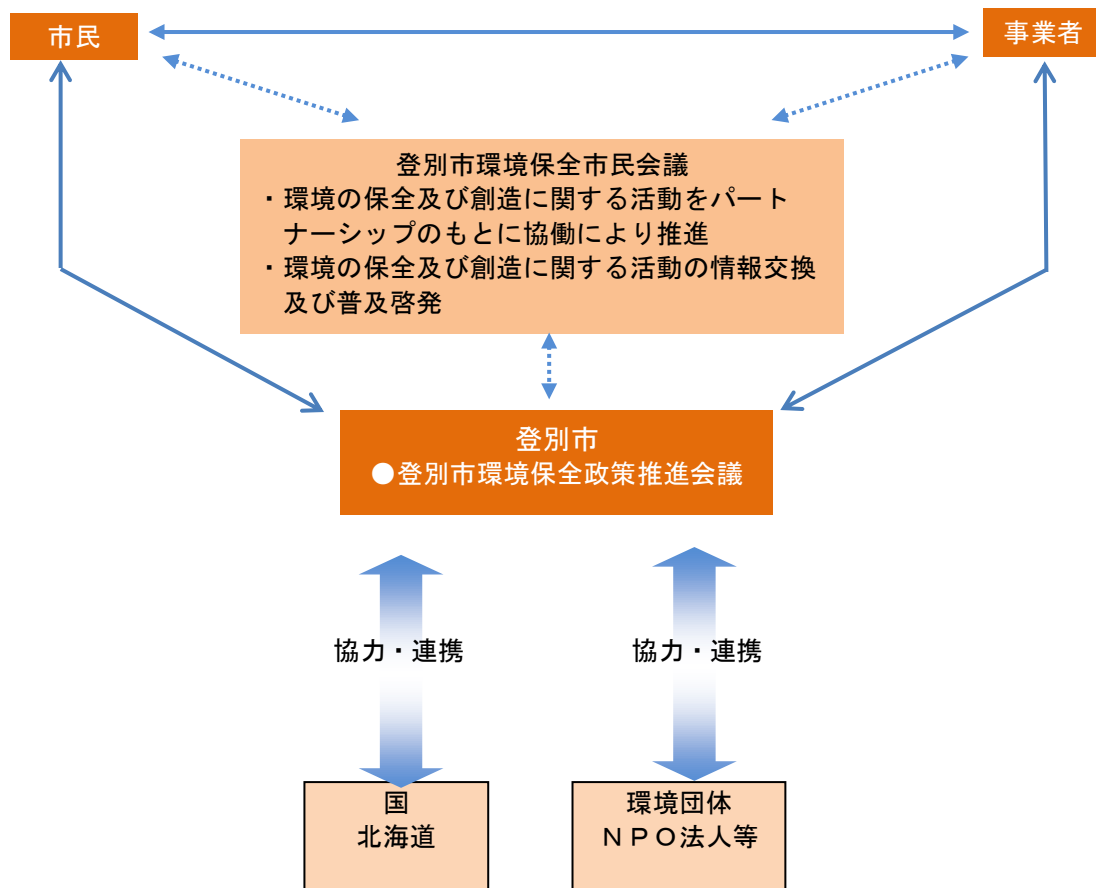 市民
事業者
登別市環境保全市民会議
・環境の保全及び創造に関する活動をパート
ナーシップのもとに協働により推進
・環境の保全及び創造に関する活動の情報交換
及び普及啓発
登別市
●登別市環境保全政策推進会議
協力・連携
協力・連携
国
北海道
環境団体
ＮＰＯ法人等